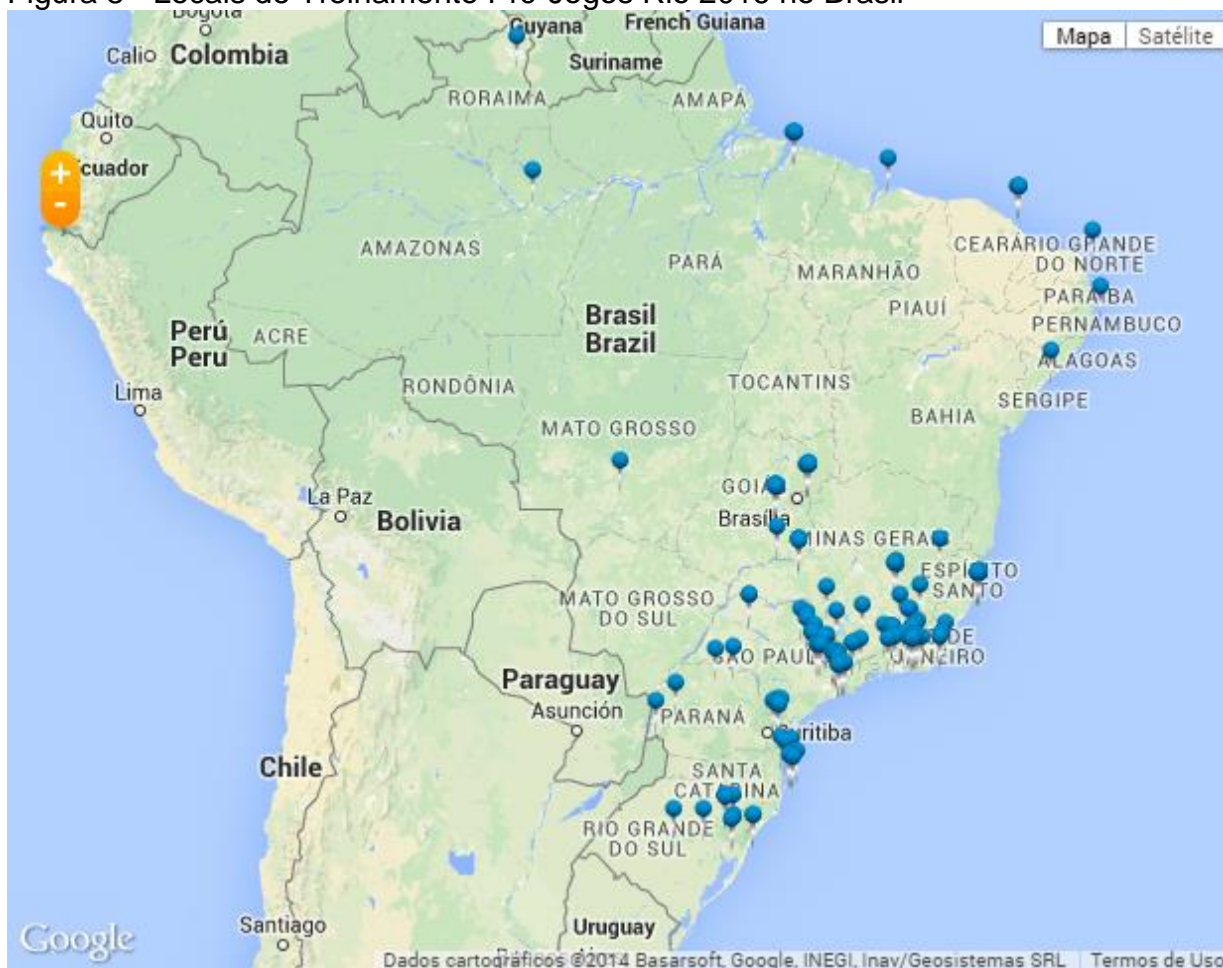 Mapa
Satélite
Guyana
French Guiana
Suriname
Calio
Colombia
RORAIMA
AMAPÁ
Quito
cuador
+
-
AMAZONAS
PARÁ
MARANHÃO
CEARÁ
RIO GRANDE
DO NORTE
PIAUÍ
PARAÍBA
PERNAMBUCO
ALAGOAS
SERGIPE
Brasil
Brazil
Perú
Peru
ACRE
RONDÔNIA
TOCANTINS
BAHIA
Lima
MATO GROSSO
GOIÁS
Brasília
La Paz
Bolivia
MINAS GERAIS
ESPÍRITO
SANTO
MATO GROSSO
DO SUL
SÃO PAULO
RIO DE
JANEIRO
Paraguay
Asunción
PARANÁ
Curitiba
Chile
SANTA
CATARINA
RIO GRANDE
DO SUL
Santiago
Uruguay
Google
Dados cartográficos ©2014 Basarsoft, Google, INEGI, Inav/Geosistemas SRL
Termos de Uso